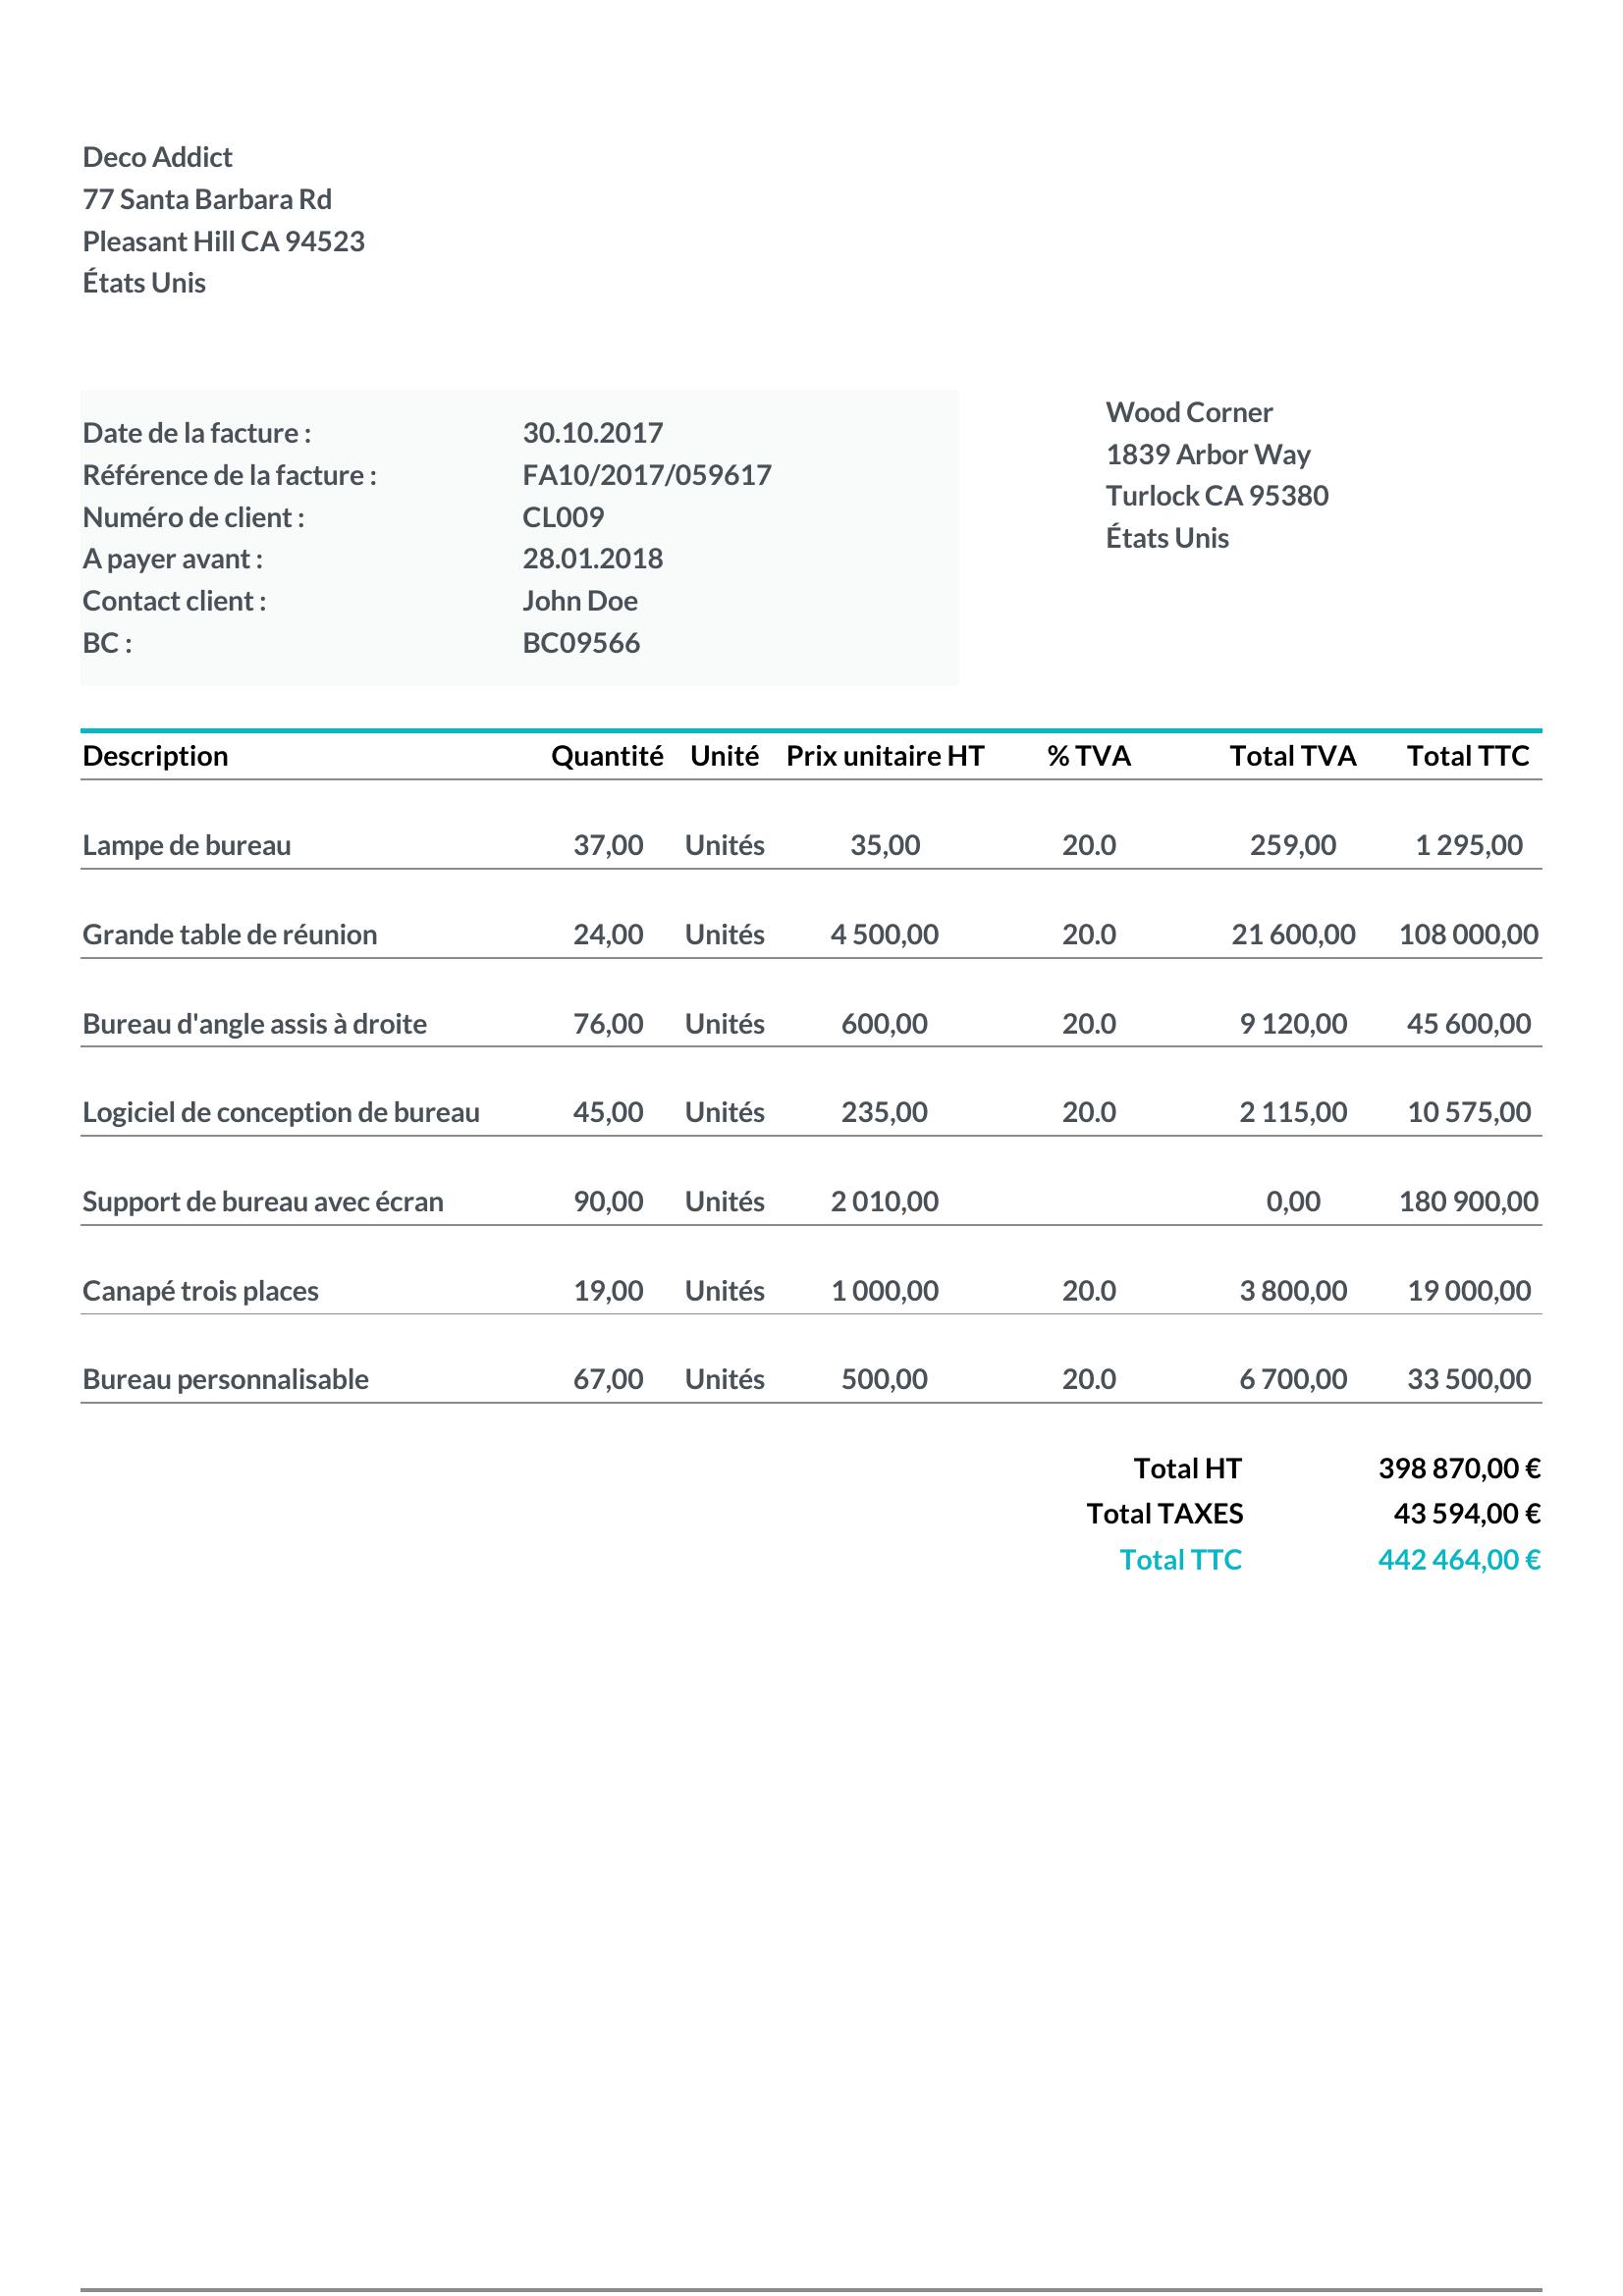 Deco Addict
77 Santa Barbara Rd
Pleasant Hill CA 94523
États Unis
Date de la facture : 30.10.2017
Référence de la facture : FA10/2017/059617
Numéro de client : CL009
A payer avant : 28.01.2018
Contact client : John Doe
BC : BC09566
Wood Corner
1839 Arbor Way
Turlock CA 95380
États Unis
Description Quantité Unité Prix unitaire HT % TVA Total TVA Total TTC
Lampe de bureau 37,00 Unités 35,00 20.0 259,00 1 295,00
Grande table de réunion 24,00 Unités 4 500,00 20.0 21 600,00 108 000,00
Bureau d'angle assis à droite 76,00 Unités 600,00 20.0 9 120,00 45 600,00
Logiciel de conception de bureau 45,00 Unités 235,00 20.0 2 115,00 10 575,00
Support de bureau avec écran 90,00 Unités 2 010,00 0,00 180 900,00
Canapé trois places 19,00 Unités 1 000,00 20.0 3 800,00 19 000,00
Bureau personnalisable 67,00 Unités 500,00 20.0 6 700,00 33 500,00
Total HT 398 870,00 €
Total TAXES 43 594,00 €
Total TTC 442 464,00 €